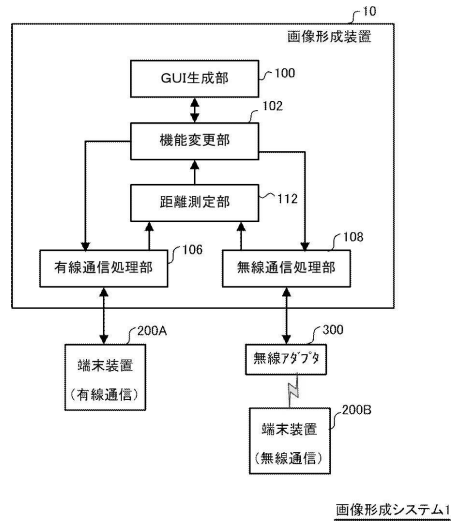 10
画像形成装置
GUI生成部
100
102
機能変更部
距離測定部
112
106
108
有線通信処理部
無線通信処理部
200A
300
端末装置
(有線通信)
無線アダプタ
200B
端末装置
(無線通信)
画像形成システム1